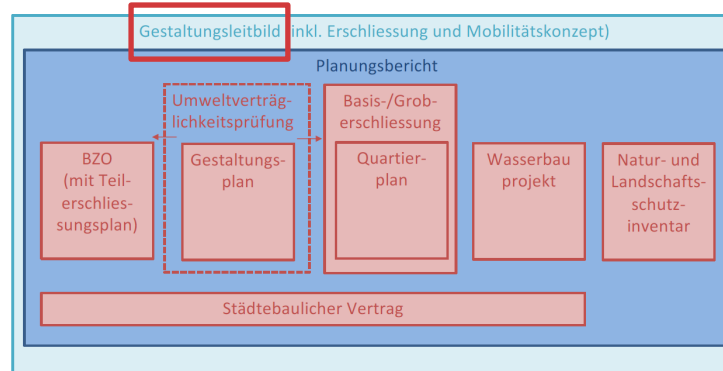 Gestaltungsleitbild (inkl. Erschliessung und Mobilitätskonzept)
Planungsbericht
Umweltverträg-
lichkeitsprüfung
Basis-/Grob-
erschliessung
BZO
(mit Teil-
erschlies-
sungsplan)
Gestaltungs-
plan
Quartier-
plan
Wasserbau
projekt
Natur- und
Landschafts-
schutz-
inventar
Städtebaulicher Vertrag